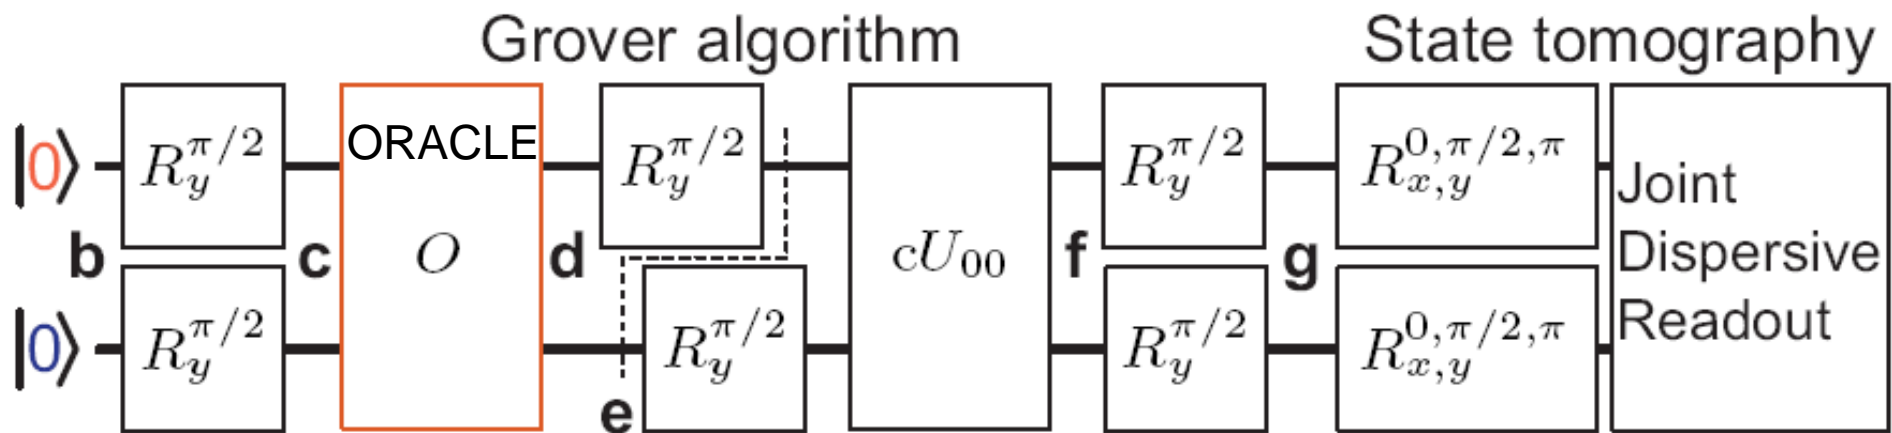 Grover algorithm State tomography
|0⟩ R_y^{π/2} ORACLE R_y^{π/2} R_y^{π/2} R_{x,y}^{0,π/2,π} Joint
b c O d cU_{00} f g Dispersive
|0⟩ R_y^{π/2} R_y^{π/2} R_y^{π/2} R_{x,y}^{0,π/2,π} Readout
e